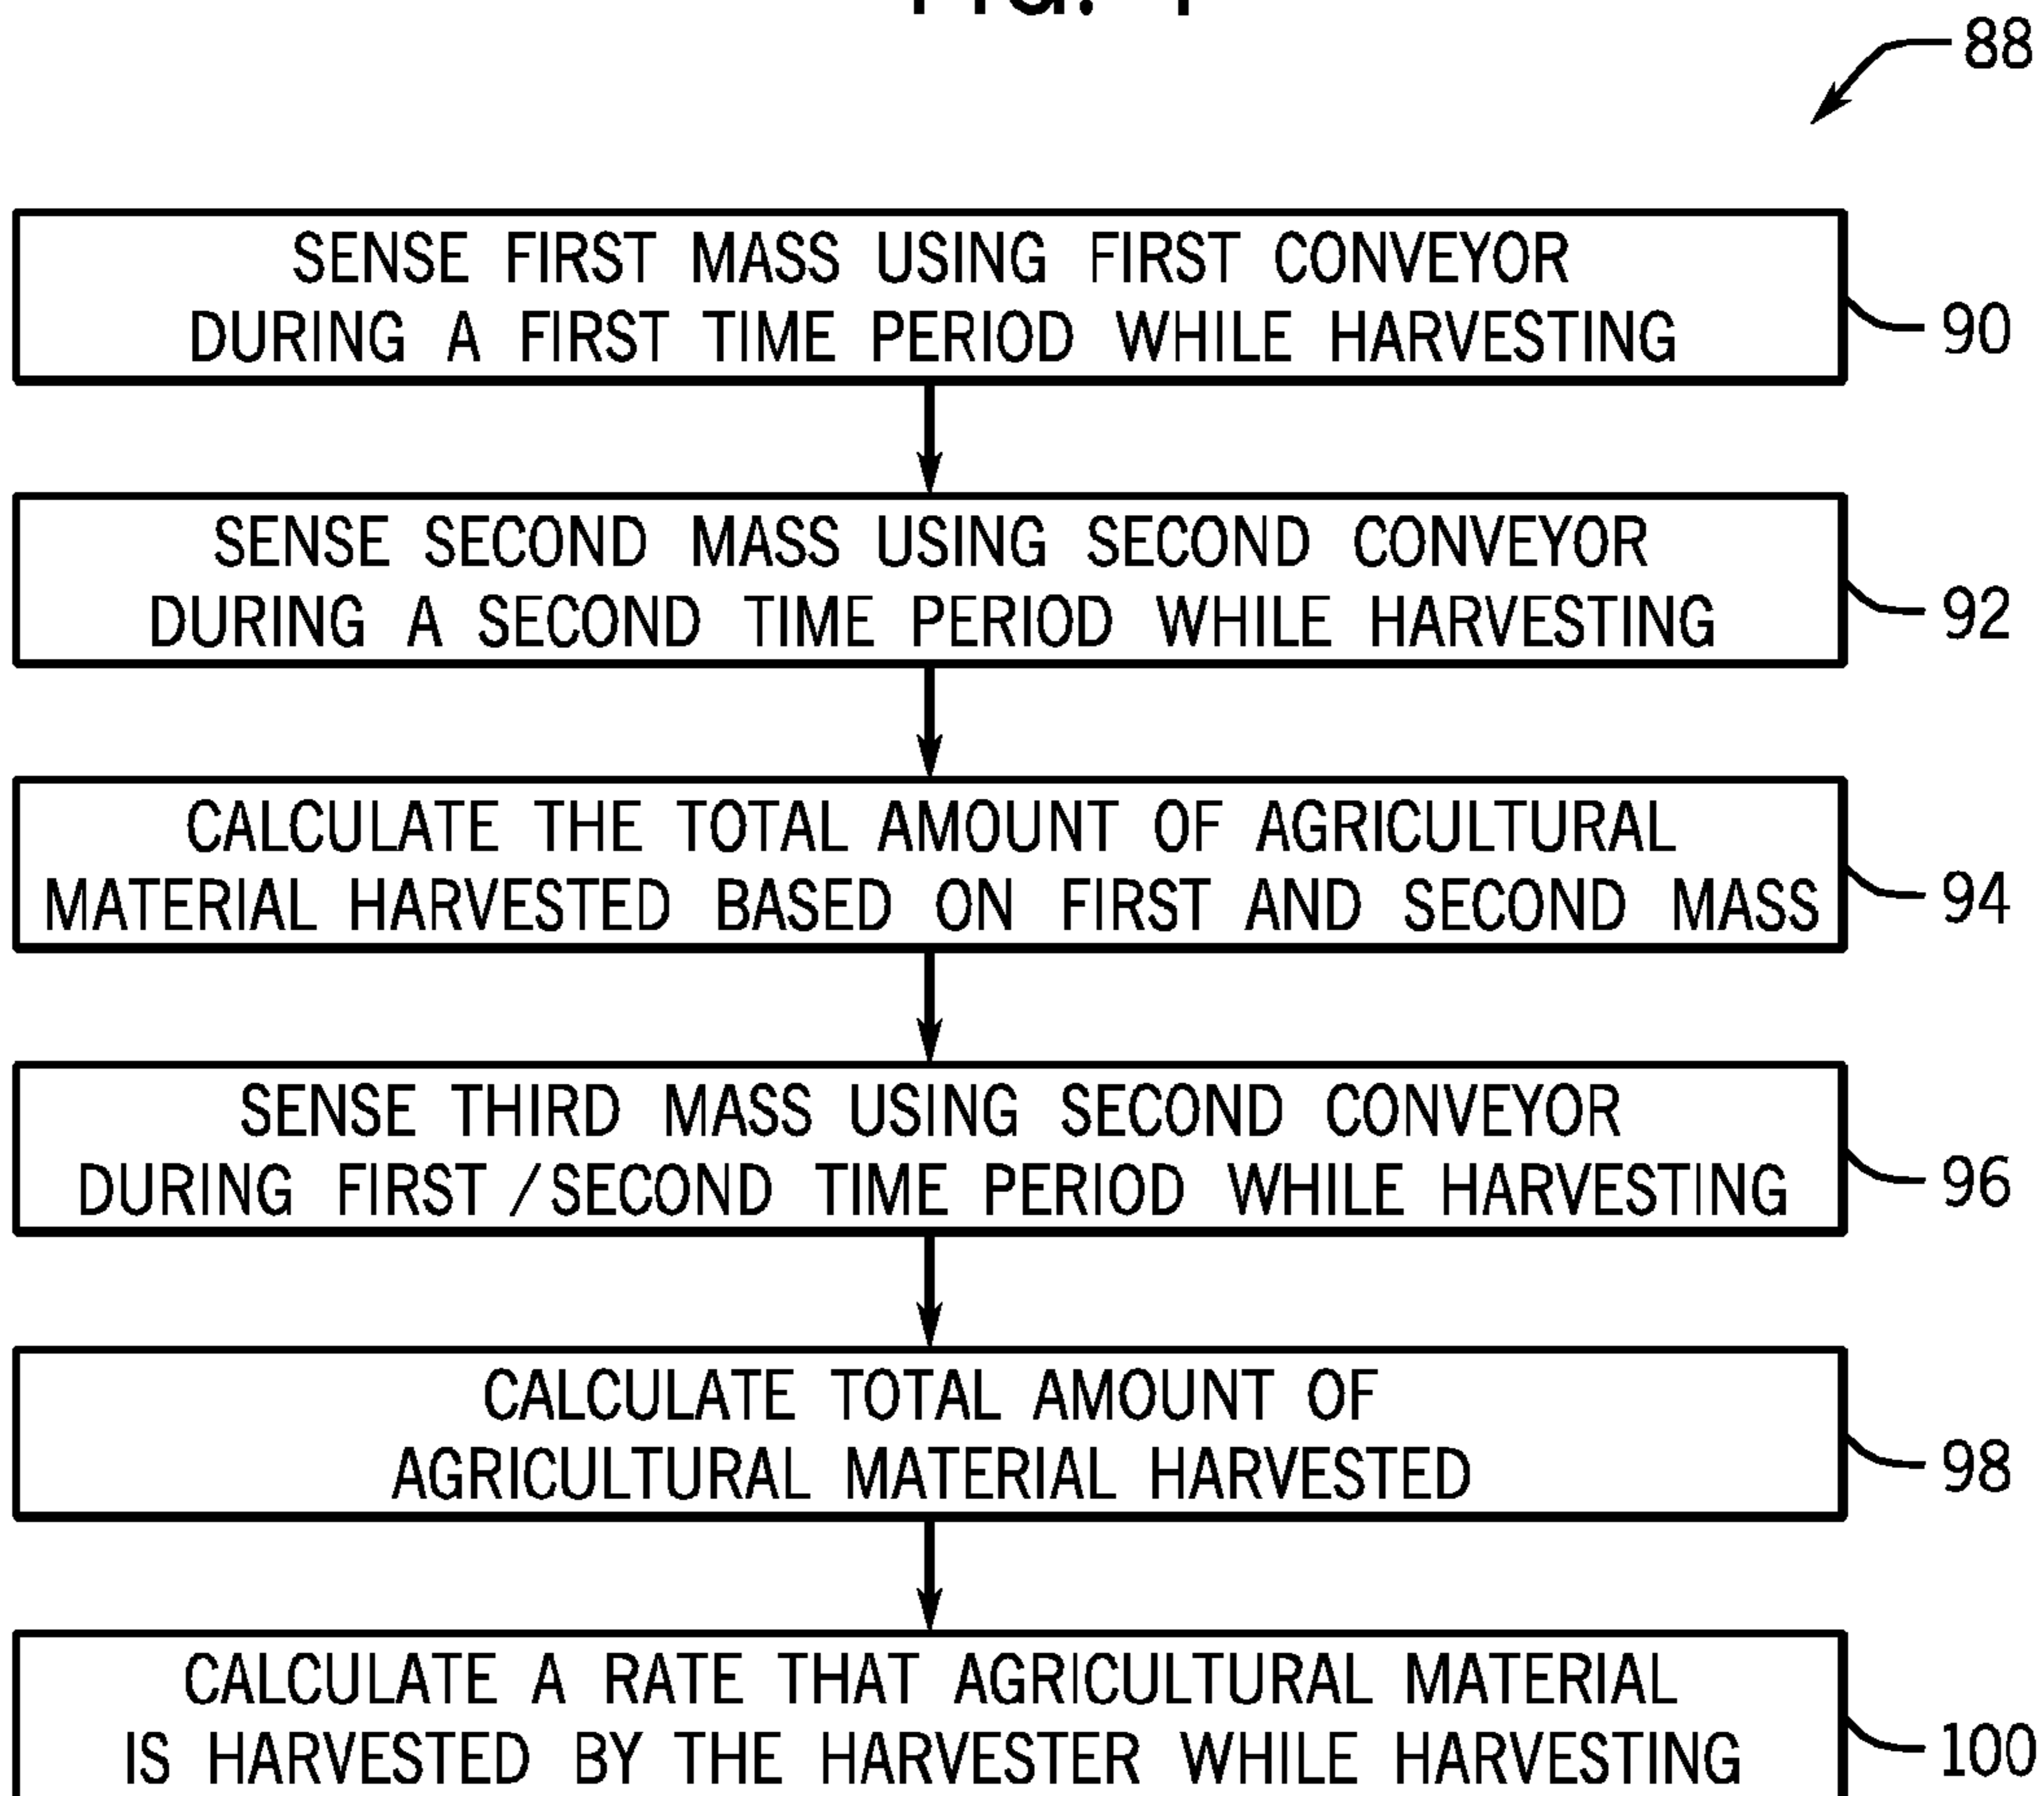 88
SENSE FIRST MASS USING FIRST CONVEYOR
DURING A FIRST TIME PERIOD WHILE HARVESTING
90
SENSE SECOND MASS USING SECOND CONVEYOR
DURING A SECOND TIME PERIOD WHILE HARVESTING
92
CALCULATE THE TOTAL AMOUNT OF AGRICULTURAL
MATERIAL HARVESTED BASED ON FIRST AND SECOND MASS
94
SENSE THIRD MASS USING SECOND CONVEYOR
DURING FIRST/SECOND TIME PERIOD WHILE HARVESTING
96
CALCULATE TOTAL AMOUNT OF
AGRICULTURAL MATERIAL HARVESTED
98
CALCULATE A RATE THAT AGRICULTURAL MATERIAL
IS HARVESTED BY THE HARVESTER WHILE HARVESTING
100